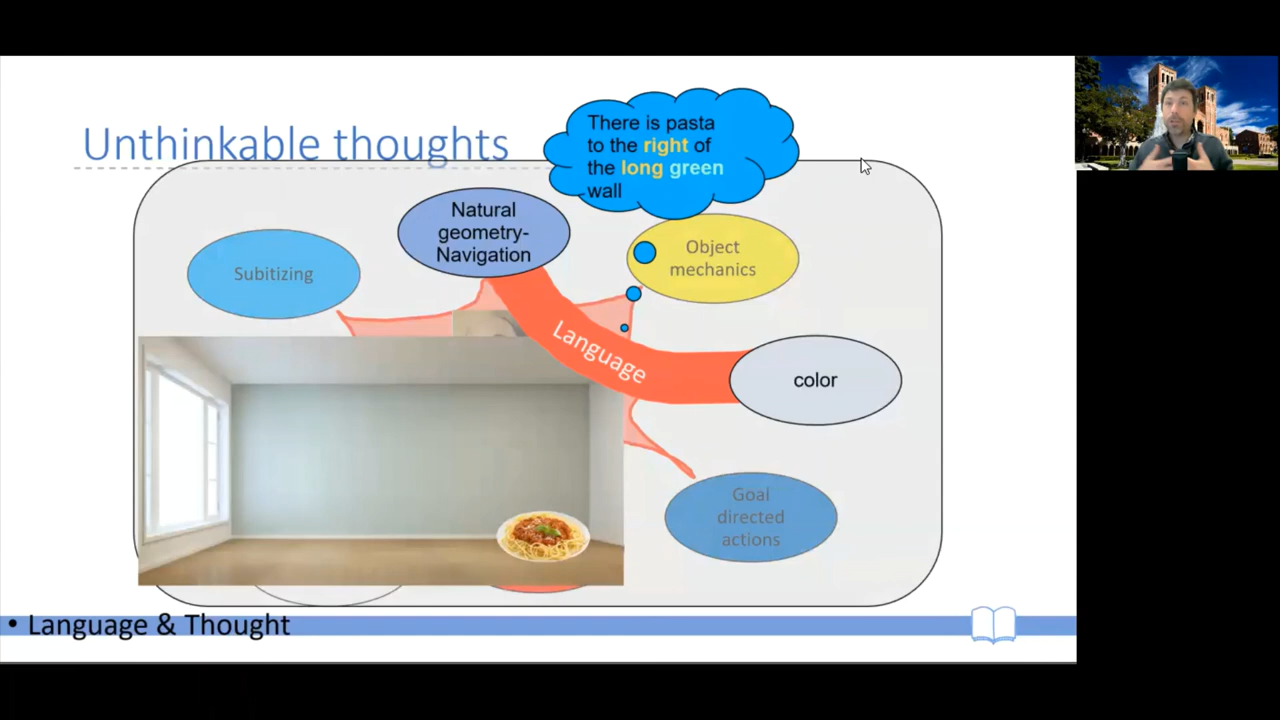 Unthinkable thoughts
There is pasta
to the right of
the long green
wall
Natural
geometry-
Navigation
Object
mechanics
Subitizing
Language
color
Goal
directed
actions
• Language & Thought